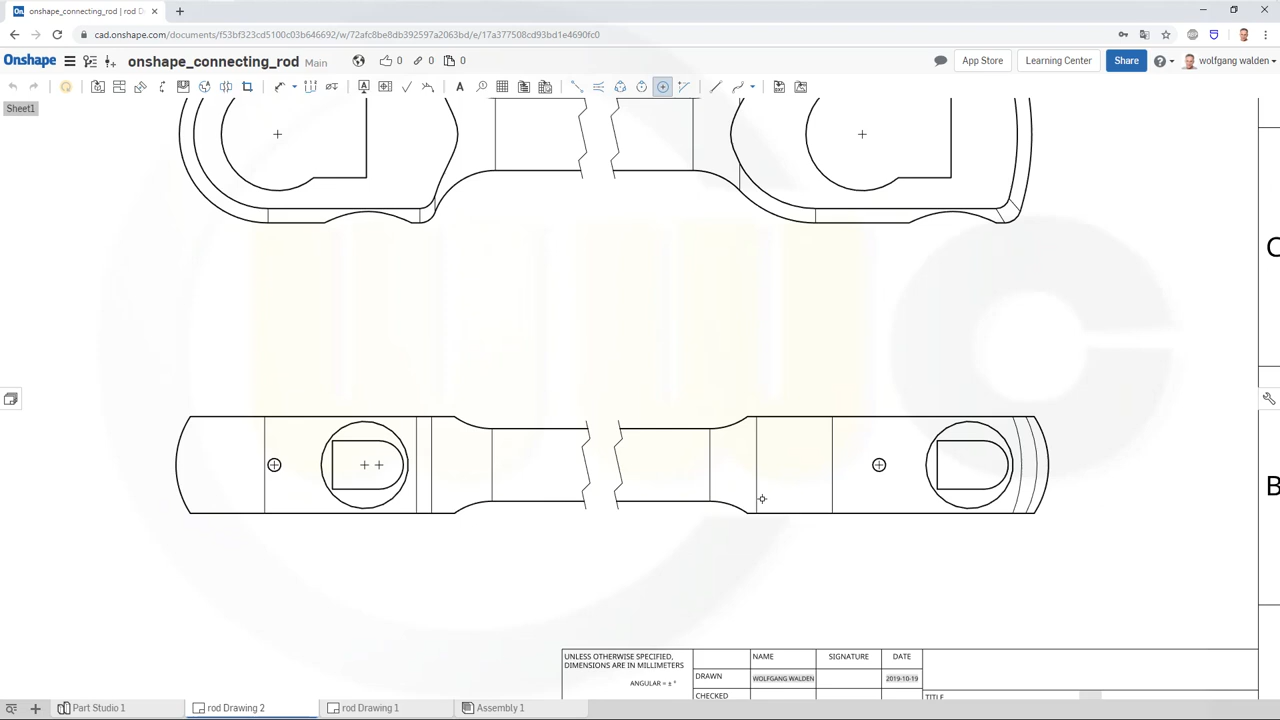 onshape_connecting_rod | rod D
cad.onshape.com/documents/f53bf323cd5100c03b646692/w/72afc8be8db392597a2063bd/e/17a377508cd93bd1e4690fc0
Onshape onshape_connecting_rod Main 0 0 0 App Store Learning Center Share wolfgang walden
Sheet1
C
B
UNLESS OTHERWISE SPECIFIED,
DIMENSIONS ARE IN MILLIMETERS
ANGULAR = ± °
NAME SIGNATURE DATE
DRAWN WOLFGANG WALDEN 2019-10-19
CHECKED
TITLE
Part Studio 1 rod Drawing 2 rod Drawing 1 Assembly 1